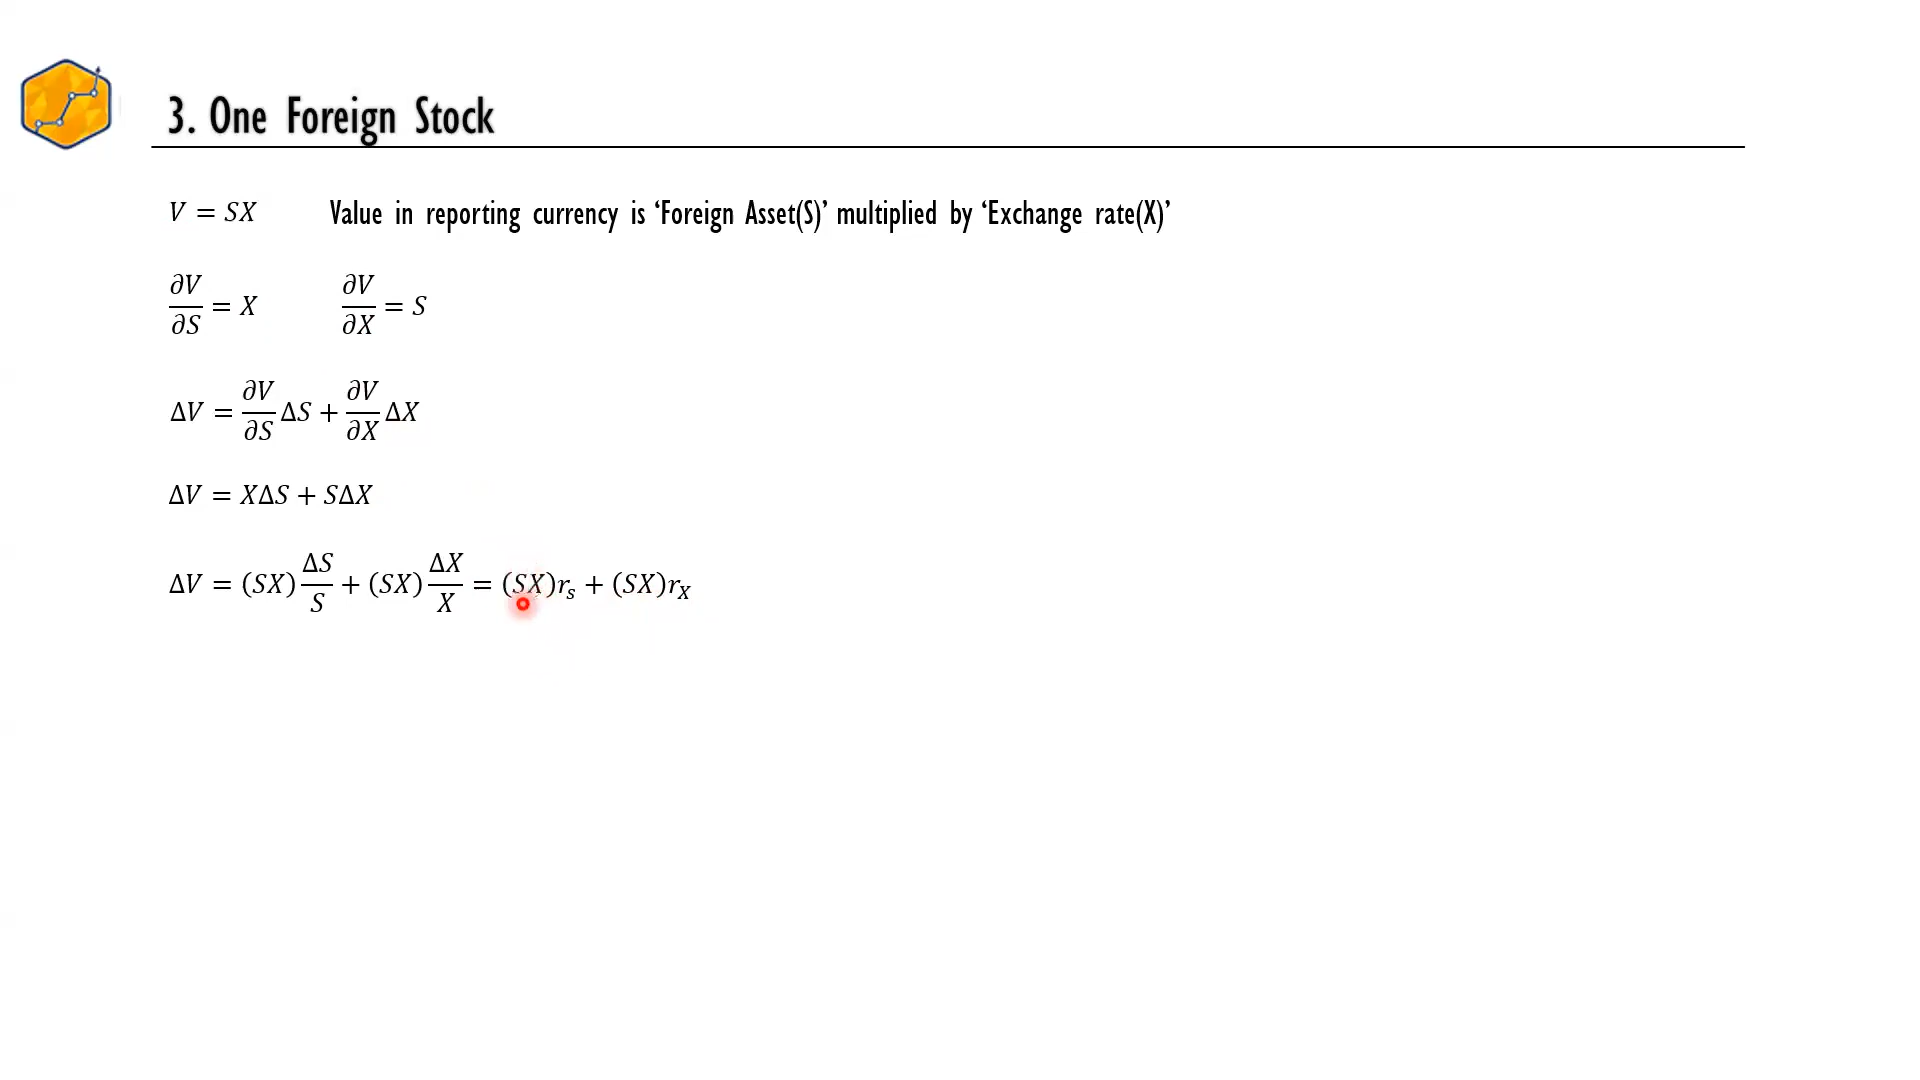 3. One Foreign Stock
V = SX Value in reporting currency is ‘Foreign Asset(S)’ multiplied by ‘Exchange rate(X)’
∂V/∂S = X ∂V/∂X = S
ΔV = ∂V/∂S ΔS + ∂V/∂X ΔX
ΔV = XΔS + SΔX
ΔV = (SX) ΔS/S + (SX) ΔX/X = (SX)r_s + (SX)r_X